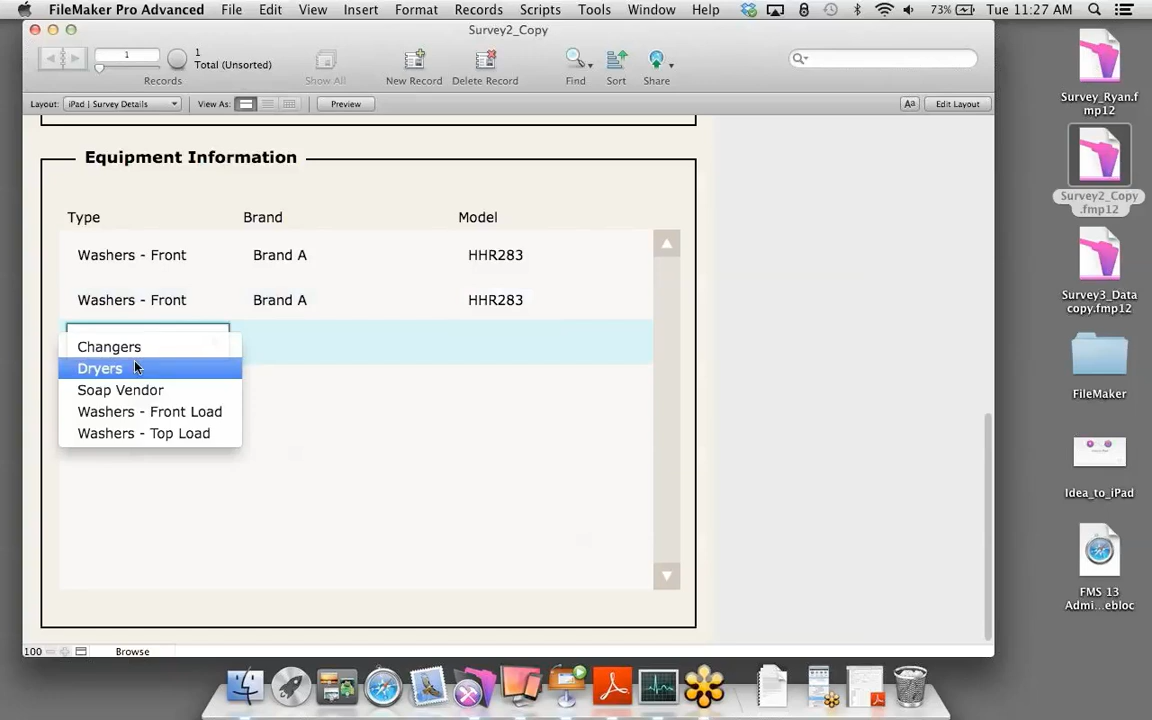 FileMaker Pro Advanced File Edit View Insert Format Records Scripts Tools Window Help 73% Tue 11:27 AM
Survey2_Copy
1
1
Total (Unsorted)
Records Show All New Record Delete Record Find Sort Share
Layout: iPad | Survey Details View As: Preview Aa Edit Layout
Equipment Information
Type Brand Model
Washers - Front Brand A HHR283
Washers - Front Brand A HHR283
Changers
Dryers
Soap Vendor
Washers - Front Load
Washers - Top Load
100 Browse
Survey_Ryan.f
mp12
Survey2_Copy
.fmp12
Survey3_Data
copy.fmp12
FileMaker
Idea_to_iPad
FMS 13
Admi...ebloc